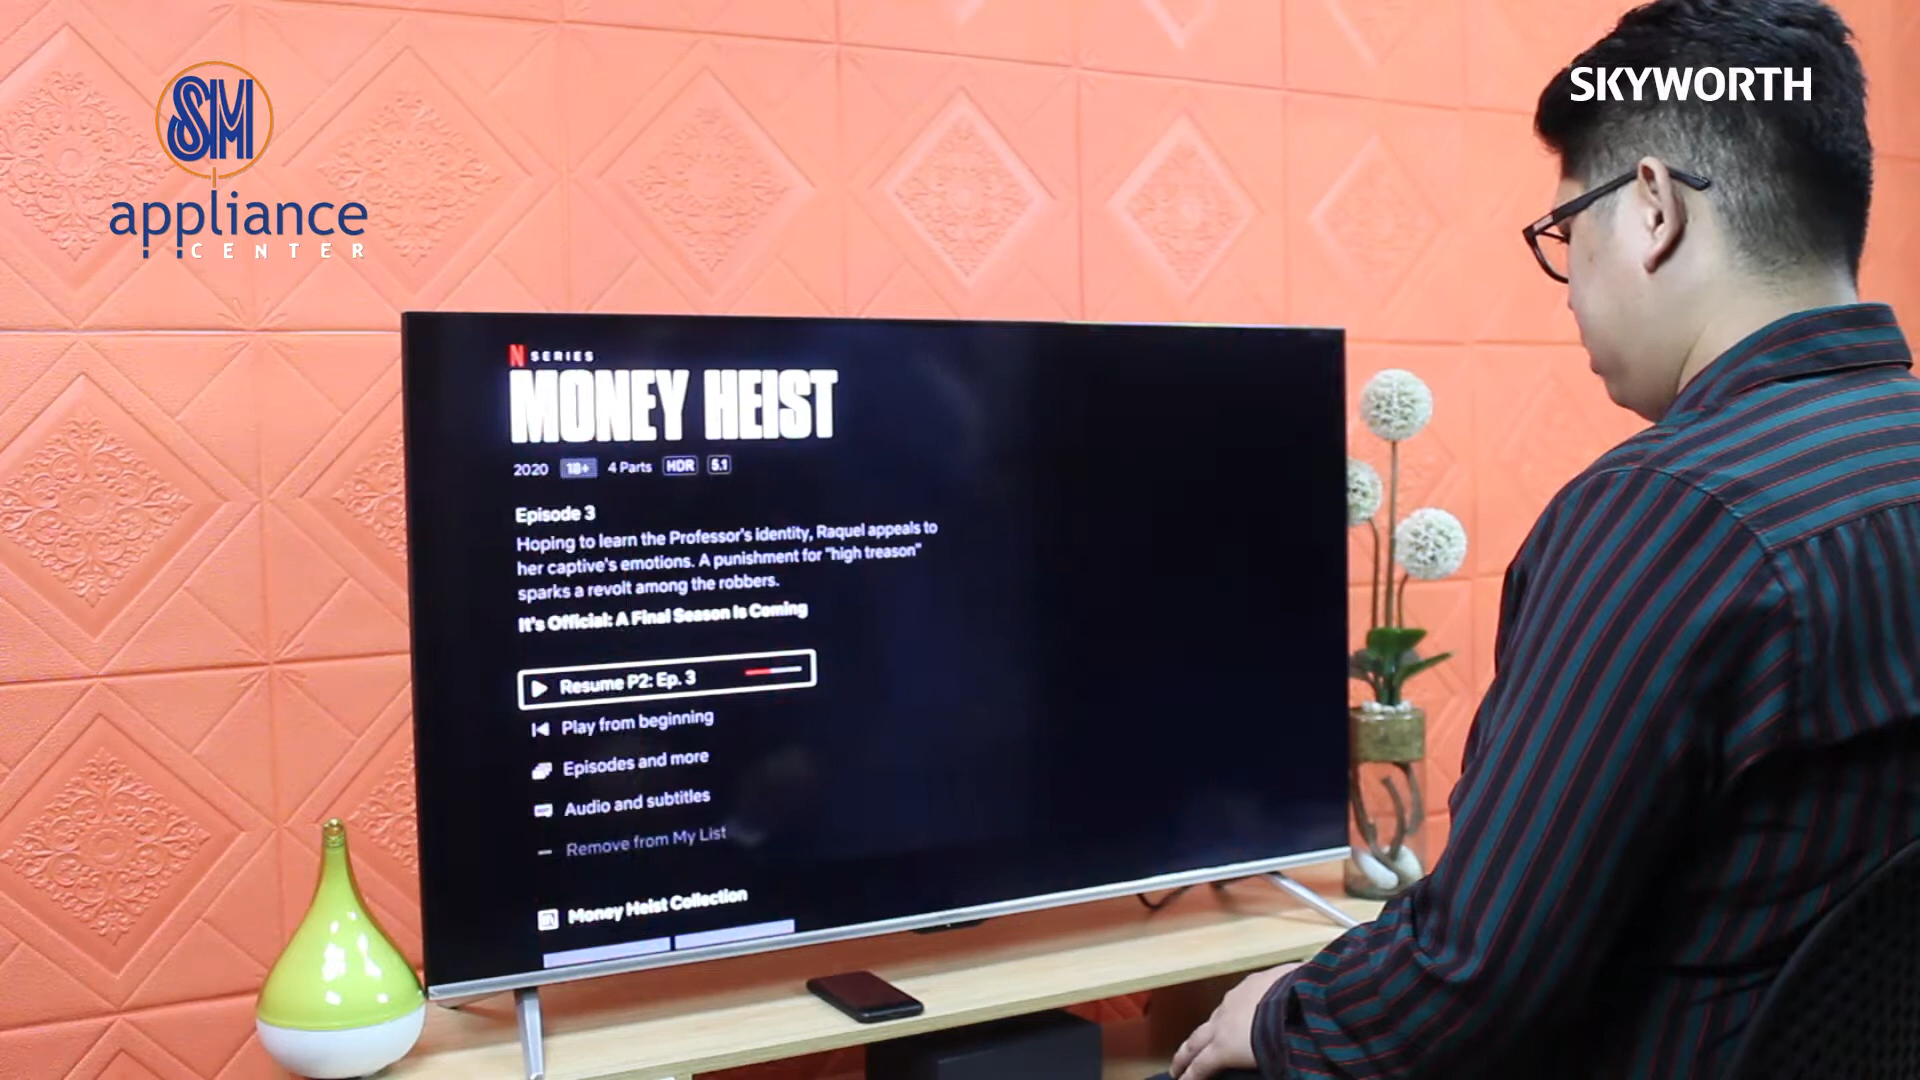 SM
appliance
CENTER
SKYWORTH
N SERIES
MONEY HEIST
2020 18+ 4 Parts HDR 5.1
Episode 3
Hoping to learn the Professor's identity, Raquel appeals to
her captive's emotions. A punishment for "high treason"
sparks a revolt among the robbers.
It's Official: A Final Season Is Coming
Resume P2: Ep. 3
Play from beginning
Episodes and more
Audio and subtitles
Remove from My List
Money Heist Collection